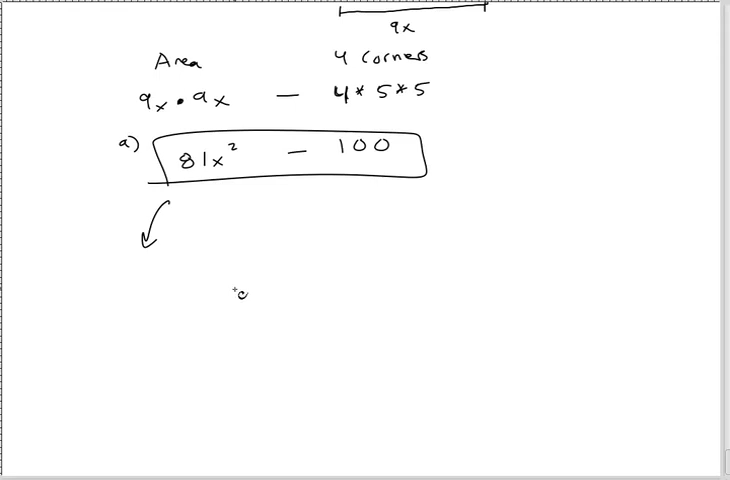 9x
Area 4 Corners
9x • 9x — 4 * 5 * 5
a) 81x² — 100
c